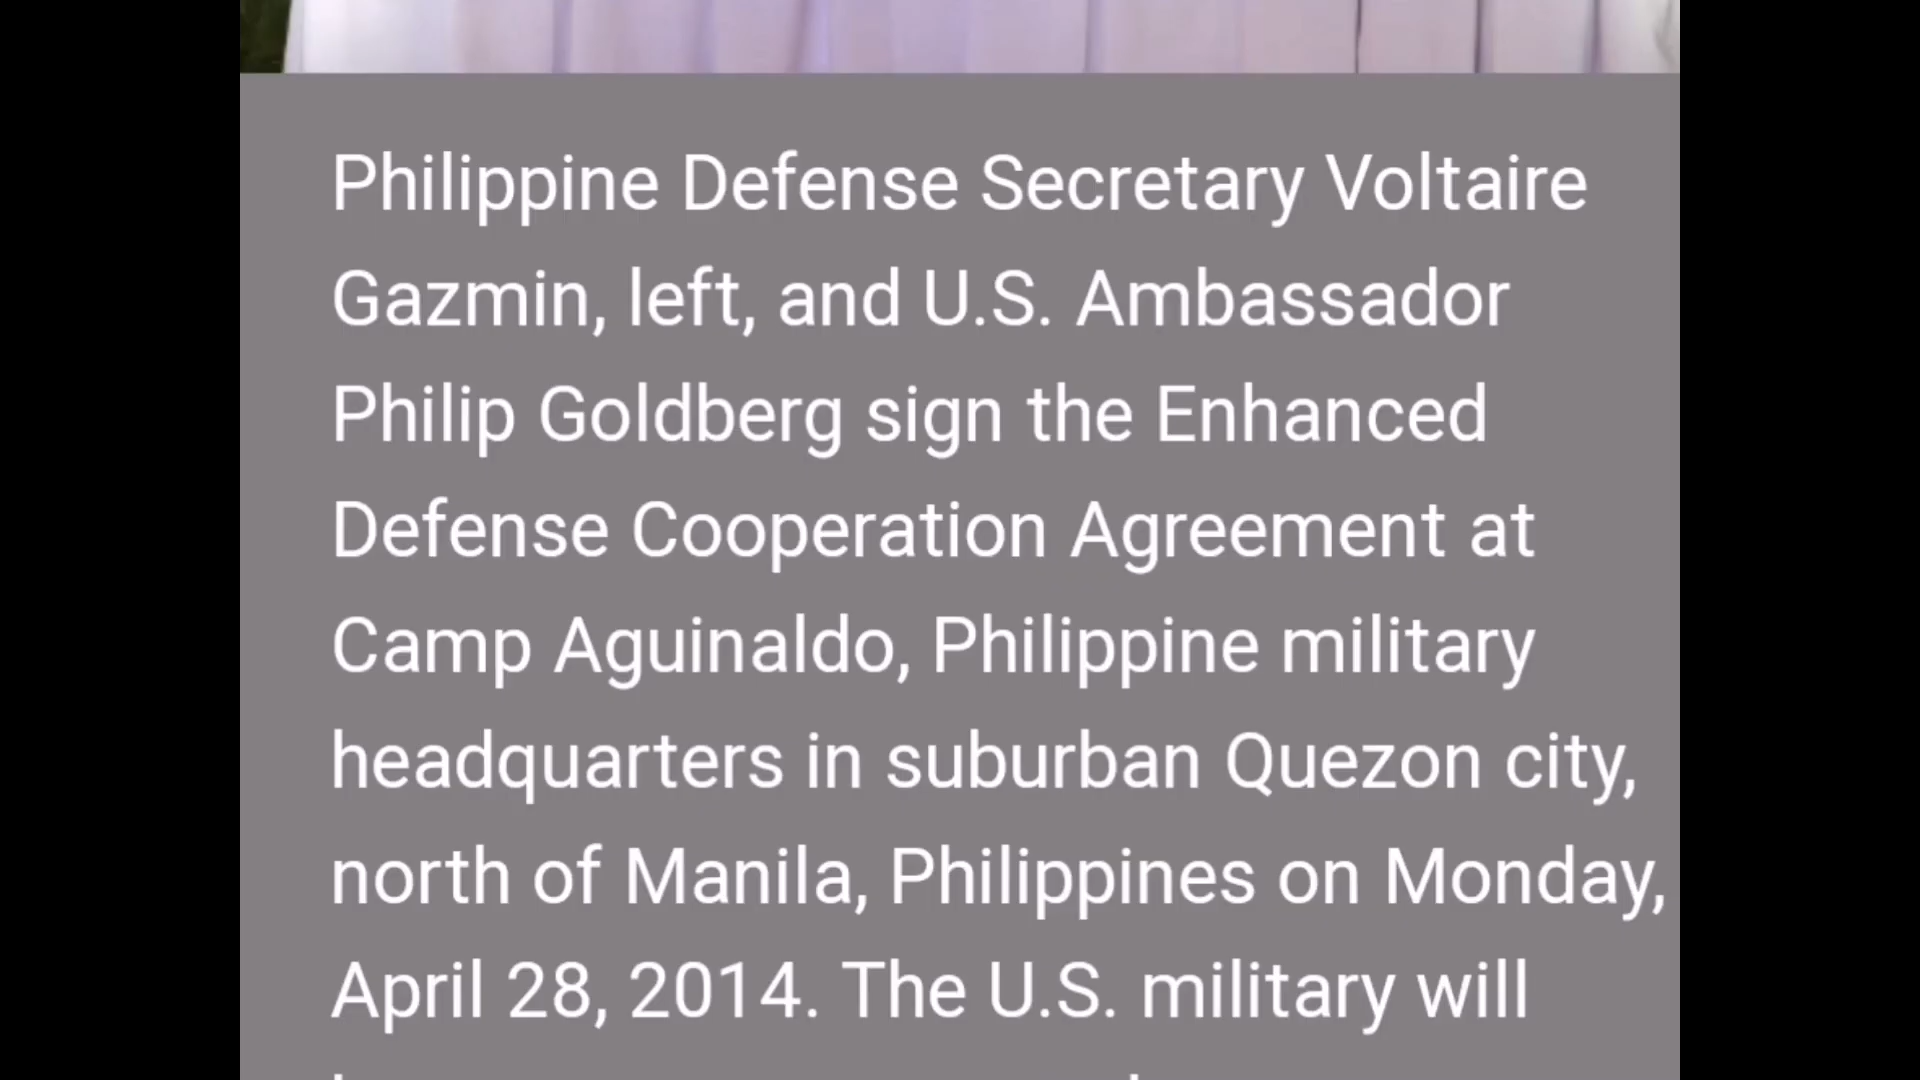 Philippine Defense Secretary Voltaire
Gazmin, left, and U.S. Ambassador
Philip Goldberg sign the Enhanced
Defense Cooperation Agreement at
Camp Aguinaldo, Philippine military
headquarters in suburban Quezon city,
north of Manila, Philippines on Monday,
April 28, 2014. The U.S. military will